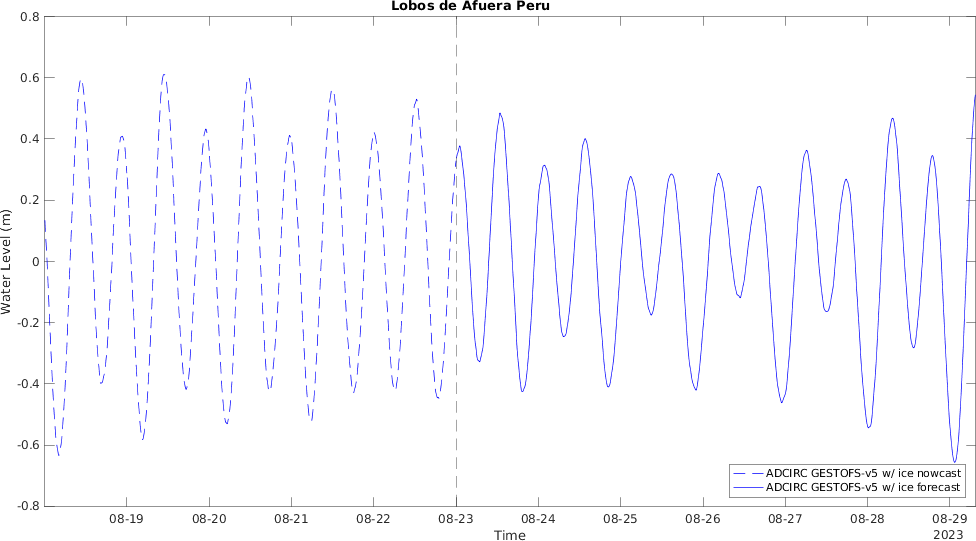 Lobos de Afuera Peru
0.8
0.6
0.4
0.2
0
-0.2
-0.4
-0.6
-0.8
Water Level (m)
08-19 08-20 08-21 08-22 08-23 08-24 08-25 08-26 08-27 08-28 08-29
Time
2023
ADCIRC GESTOFS-v5 w/ ice nowcast
ADCIRC GESTOFS-v5 w/ ice forecast